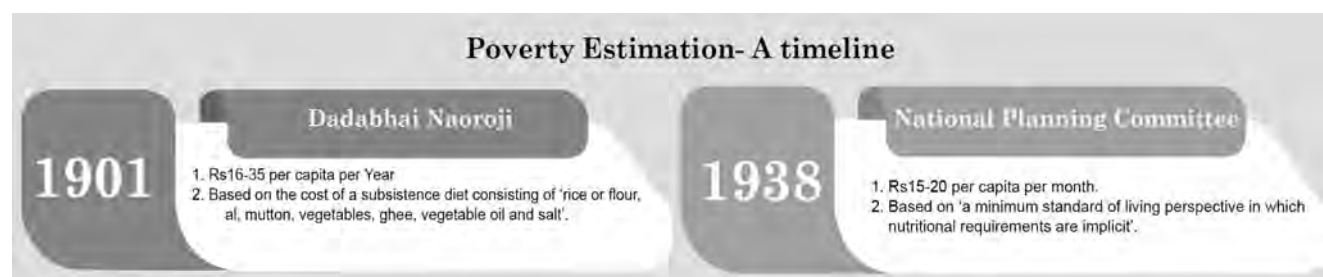 Poverty Estimation- A timeline
1901
Dadabhai Naoroji
1. Rs16-35 per capita per Year
2. Based on the cost of a subsistence diet consisting of 'rice or flour,
al, mutton, vegetables, ghee, vegetable oil and salt'.
1938
National Planning Committee
1. Rs15-20 per capita per month.
2. Based on 'a minimum standard of living perspective in which
nutritional requirements are implicit'.